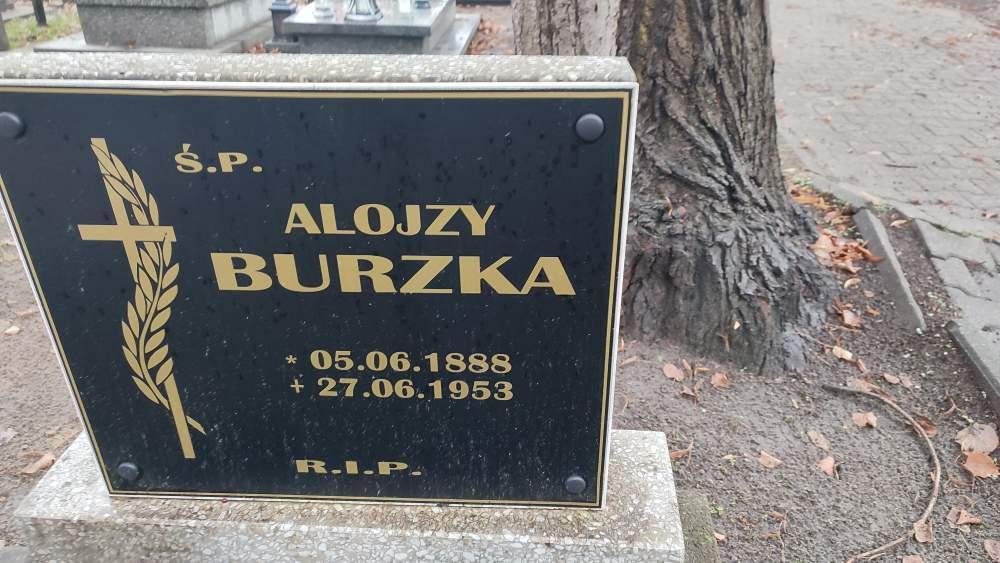 Ś.P.
ALOJZY
BURZKA
* 05.06.1888
+ 27.06.1953
R.I.P.